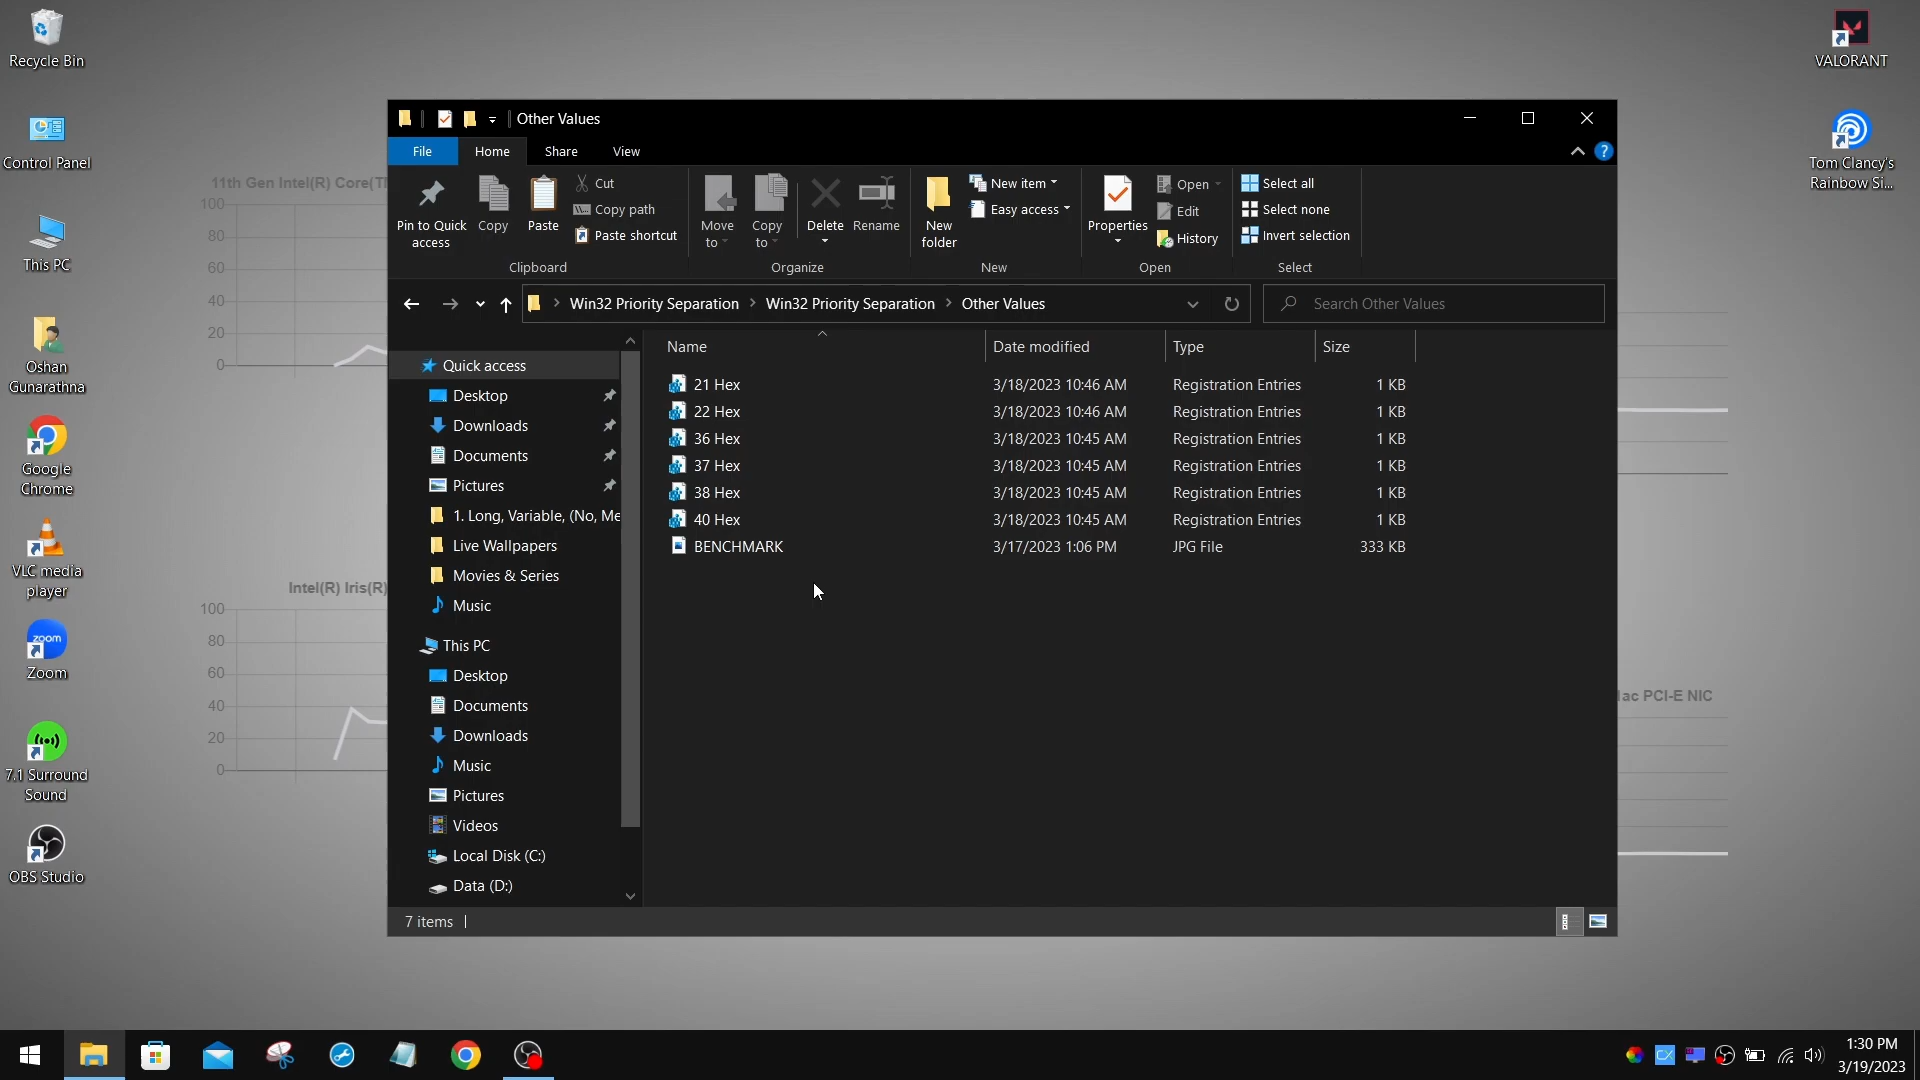 Recycle Bin
Control Panel
This PC
Oshan
Gunarathna
Google
Chrome
VLC media
player
zoom
Zoom
7.1 Surround
Sound
OBS Studio
VALORANT
Tom Clancy's
Rainbow Si...
11th Gen Intel(R) Core(T
100
80
60
40
20
0
Intel(R) Iris(R)
100
80
60
40
20
0
ac PCI-E NIC
Other Values
File
Home
Share
View
?
Pin to Quick
access
Copy
Paste
Cut
Copy path
Paste shortcut
Clipboard
Move
to
Copy
to
Delete
Rename
Organize
New
folder
New item
Easy access
New
Properties
Open
Edit
History
Open
Select all
Select none
Invert selection
Select
Win32 Priority Separation > Win32 Priority Separation > Other Values
Search Other Values
Quick access
Desktop
Downloads
Documents
Pictures
1. Long, Variable, (No, Me
Live Wallpapers
Movies & Series
Music
This PC
Desktop
Documents
Downloads
Music
Pictures
Videos
Local Disk (C:)
Data (D:)
Name Date modified Type Size
21 Hex 3/18/2023 10:46 AM Registration Entries 1 KB
22 Hex 3/18/2023 10:46 AM Registration Entries 1 KB
36 Hex 3/18/2023 10:45 AM Registration Entries 1 KB
37 Hex 3/18/2023 10:45 AM Registration Entries 1 KB
38 Hex 3/18/2023 10:45 AM Registration Entries 1 KB
40 Hex 3/18/2023 10:45 AM Registration Entries 1 KB
BENCHMARK 3/17/2023 1:06 PM JPG File 333 KB
7 items
1:30 PM
3/19/2023